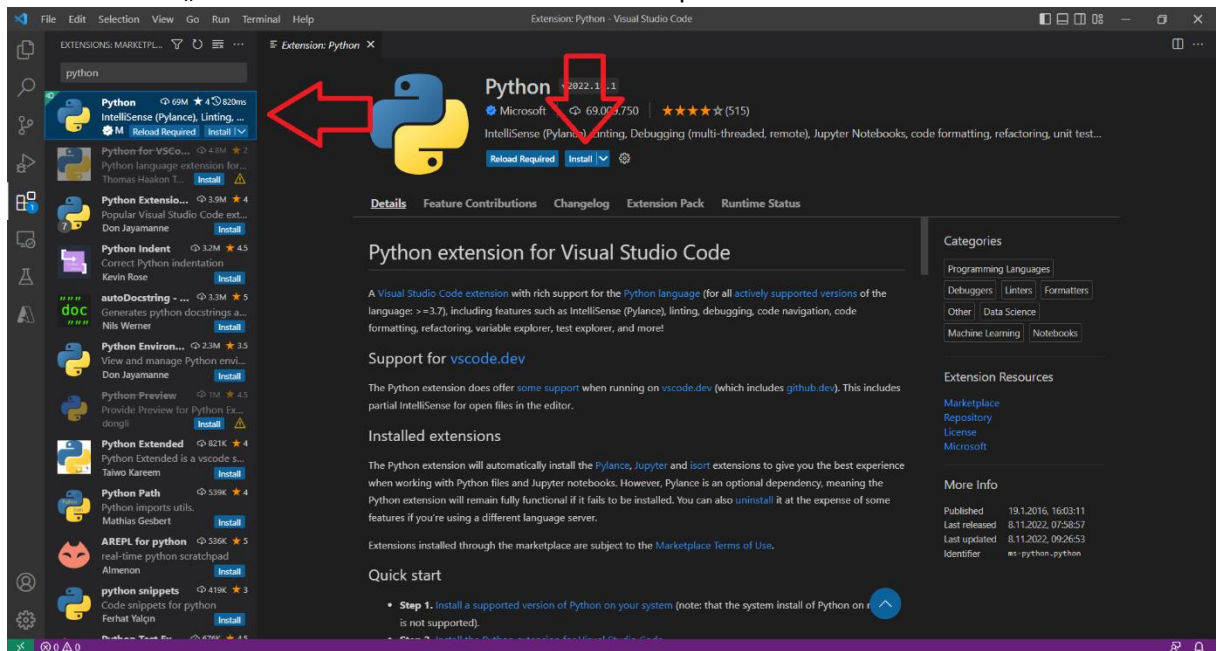 File Edit Selection View Go Run Terminal Help
Extension: Python - Visual Studio Code
EXTENSIONS: MARKETPL...
python
Python 69M ★ 4 820ms
IntelliSense (Pylance), Linting, ...
M Reload Required Install
Python for VSCo... 4.8M ★ 2
Python language extension for...
Thomas Haakon T... Install
Python Extensio... 3.9M ★ 4
Popular Visual Studio Code ext...
7 Don Jayamanne Install
Python Indent 3.2M ★ 4.5
Correct Python indentation
Kevin Rose Install
autoDocstring - ... 3.3M ★ 5
Generates python docstrings a...
Nils Werner Install
""" doc """
Python Environ... 2.3M ★ 3.5
View and manage Python envi...
Don Jayamanne Install
Python Preview 1M ★ 4.5
Provide Preview for Python Ex...
dongli Install
Python Extended 821K ★ 4
Python Extended is a vscode s...
Taiwo Kareem Install
Python Path 539K ★ 4
Python imports utils.
Mathias Gesbert Install
AREPL for python 536K ★ 5
real-time python scratchpad
Almenon Install
python snippets 419K ★ 3
Code snippets for python
Ferhat Yalçın Install
1
0 0
Extension: Python ×
Python
Microsoft ★★★★☆ (515)
IntelliSense (Pylance), Linting, Debugging (multi-threaded, remote), Jupyter Notebooks, code formatting, refactoring, unit test...
Reload Required Install
Details Feature Contributions Changelog Extension Pack Runtime Status
Python extension for Visual Studio Code
A Visual Studio Code extension with rich support for the Python language (for all actively supported versions of the
language: >=3.7), including features such as IntelliSense (Pylance), linting, debugging, code navigation, code
formatting, refactoring, variable explorer, test explorer, and more!
Support for vscode.dev
The Python extension does offer some support when running on vscode.dev (which includes github.dev). This includes
partial IntelliSense for open files in the editor.
Installed extensions
The Python extension will automatically install the Pylance, Jupyter and isort extensions to give you the best experience
when working with Python files and Jupyter notebooks. However, Pylance is an optional dependency, meaning the
Python extension will remain fully functional if it fails to be installed. You can also uninstall it at the expense of some
features if you're using a different language server.
Extensions installed through the marketplace are subject to the Marketplace Terms of Use.
Quick start
• Step 1. Install a supported version of Python on your system (note: that the system install of Python on
is not supported).
Categories
Programming Languages
Debuggers Linters Formatters
Other Data Science
Machine Learning Notebooks
Extension Resources
Marketplace
Repository
License
Microsoft
More Info
Published 19.1.2016, 16:03:11
Last released 8.11.2022, 07:58:57
Last updated 8.11.2022, 09:26:53
Identifier ms-python.python